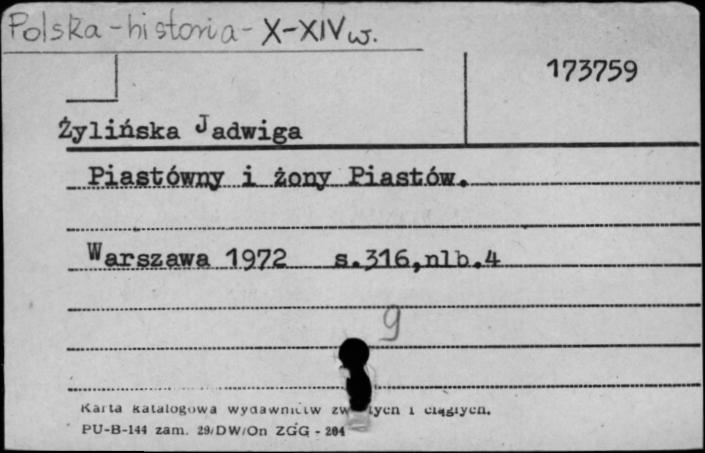 Polska - historia - X-XIV w.
173759
Żylińska Jadwiga
Piastówny i żony Piastów.
Warszawa 1972 s.316,nlb.4
9
Karta katalogowa wydawnictw zw tych i ciągłych.
PU-B-144 zam. 29/DW/On ZGG - 204